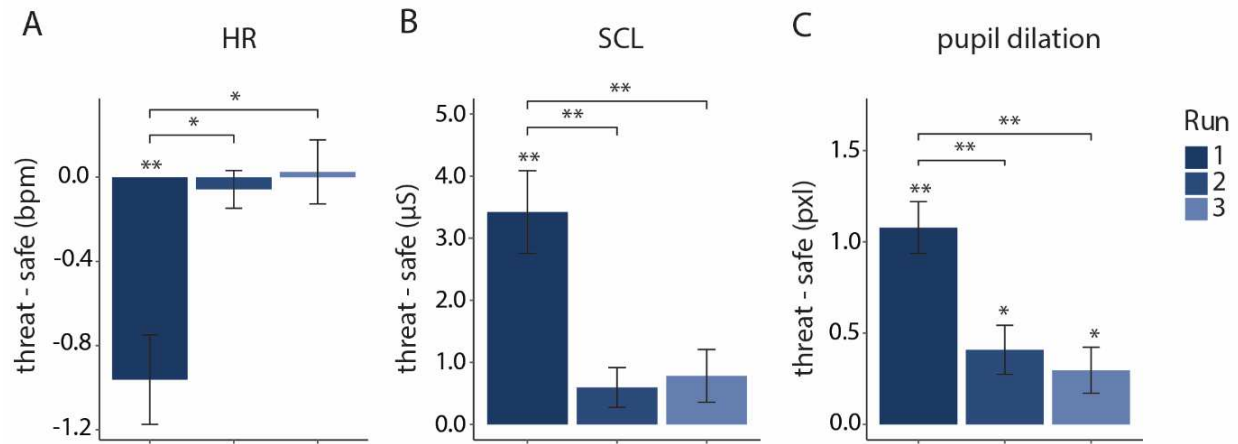 A
HR
threat - safe (bpm)
0.0
-0.4
-0.8
-1.2
*
*
**
B
SCL
threat - safe (µS)
5.0
4.0
3.0
2.0
1.0
0.0
**
**
**
C
pupil dilation
threat - safe (pxl)
1.5
1.0
0.5
0.0
**
**
**
*
*
Run
1
2
3